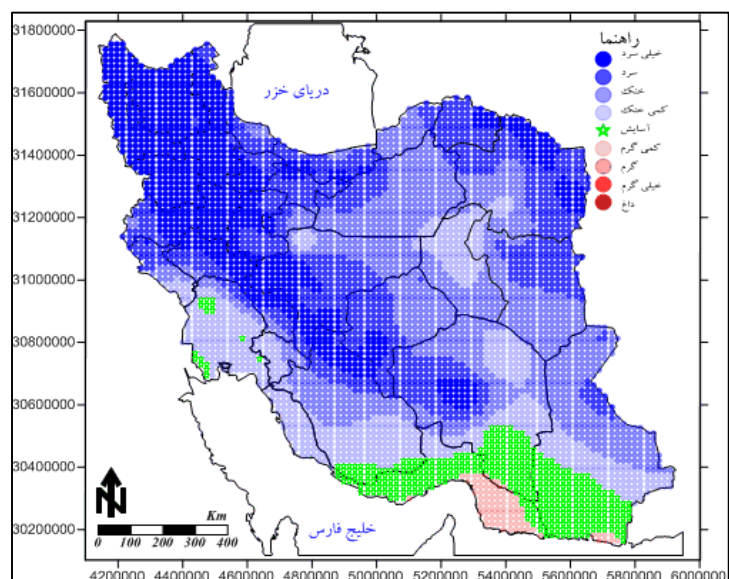 31800000
31600000
31400000
31200000
31000000
30800000
30600000
30400000
30200000
راهنما
خیلی سرد
سرد
خنک
کمی خنک
آسایش
کمی گرم
گرم
خیلی گرم
داغ
دریای خزر
خلیج فارس
N
Km
0 100 200 300 400
4200000 4400000 4600000 4800000 5000000 5200000 5400000 5600000 5800000 6000000